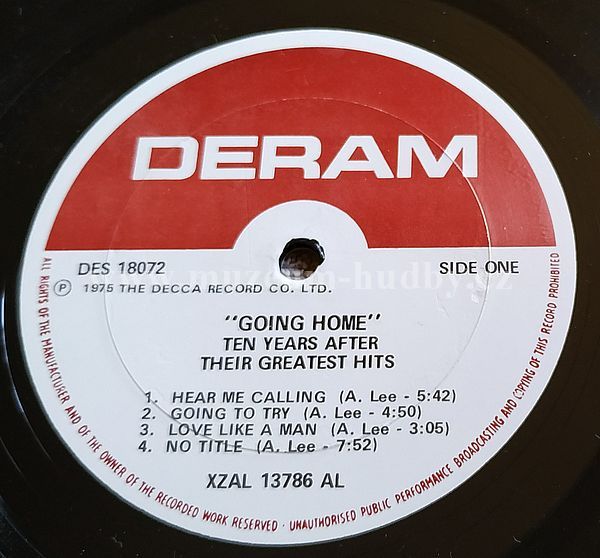 DERAM
DES 18072
SIDE ONE
℗ 1975 THE DECCA RECORD CO. LTD.
www.muzeum-hudby.cz
"GOING HOME"
TEN YEARS AFTER
THEIR GREATEST HITS
1. HEAR ME CALLING (A. Lee - 5:42)
2. GOING TO TRY (A. Lee - 4:50)
3. LOVE LIKE A MAN (A. Lee - 3:05)
4. NO TITLE (A. Lee - 7:52)
XZAL 13786 AL
ALL RIGHTS OF THE MANUFACTURER AND OF THE OWNER OF THE RECORDED WORK RESERVED · UNAUTHORISED PUBLIC PERFORMANCE BROADCASTING AND COPYING OF THIS RECORD PROHIBITED